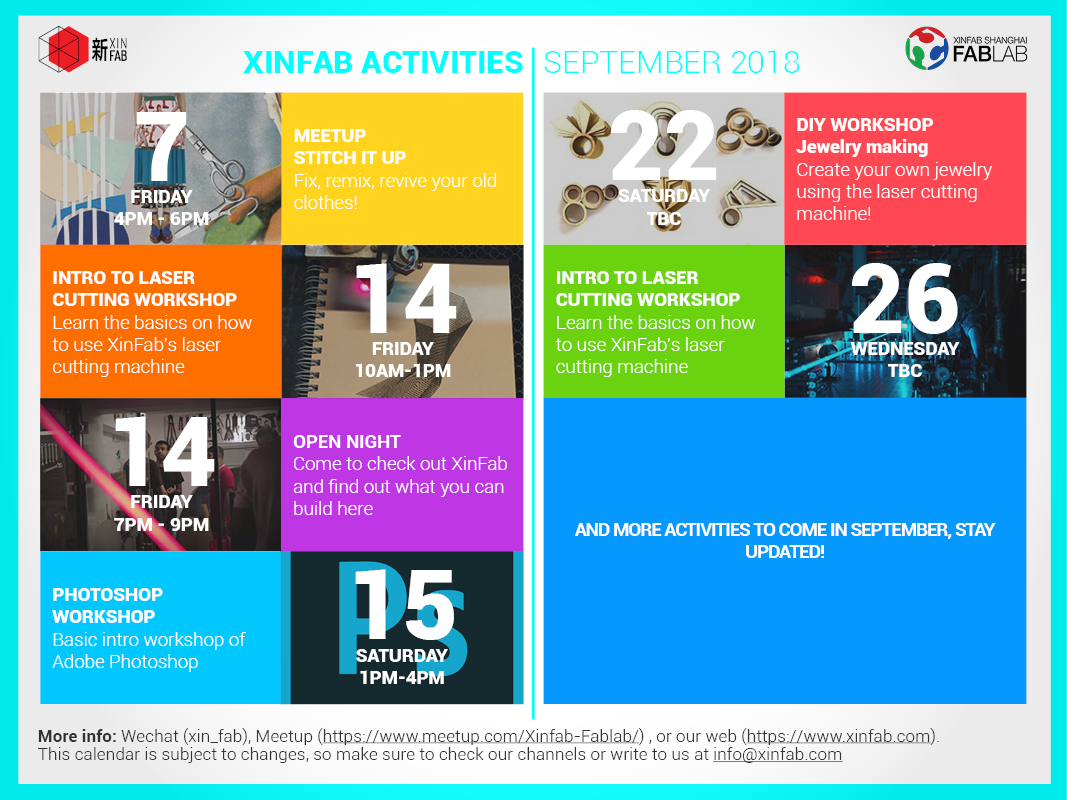 新 XIN
FAB
XINFAB ACTIVITIES
SEPTEMBER 2018
XINFAB SHANGHAI
FABLAB
7
FRIDAY
4PM - 6PM
MEETUP
STITCH IT UP
Fix, remix, revive your old
clothes!
INTRO TO LASER
CUTTING WORKSHOP
Learn the basics on how
to use XinFab's laser
cutting machine
14
FRIDAY
10AM-1PM
14
FRIDAY
7PM - 9PM
OPEN NIGHT
Come to check out XinFab
and find out what you can
build here
PHOTOSHOP
WORKSHOP
Basic intro workshop of
Adobe Photoshop
Ps
15
SATURDAY
1PM-4PM
22
SATURDAY
TBC
DIY WORKSHOP
Jewelry making
Create your own jewelry
using the laser cutting
machine!
INTRO TO LASER
CUTTING WORKSHOP
Learn the basics on how
to use XinFab's laser
cutting machine
26
WEDNESDAY
TBC
AND MORE ACTIVITIES TO COME IN SEPTEMBER, STAY
UPDATED!
More info: Wechat (xin_fab), Meetup (https://www.meetup.com/Xinfab-Fablab/) , or our web (https://www.xinfab.com).
This calendar is subject to changes, so make sure to check our channels or write to us at info@xinfab.com